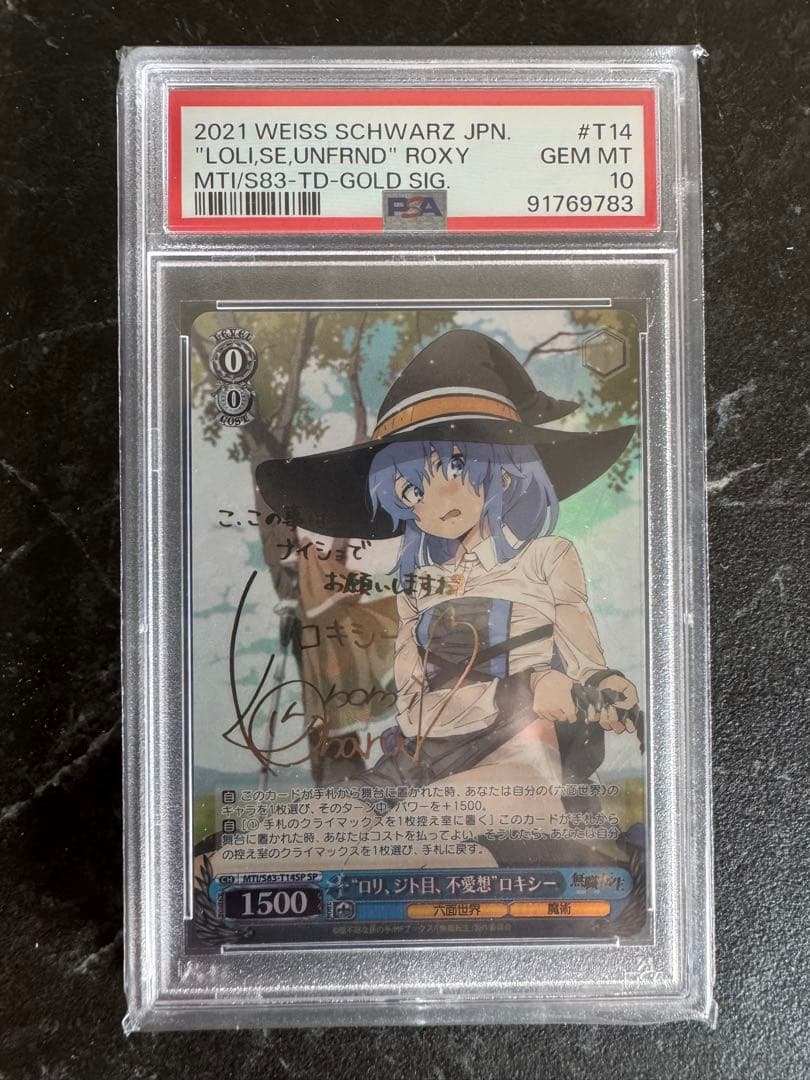 2021 WEISS SCHWARZ JPN. #T14
"LOLI,SE,UNFRND" ROXY GEM MT
MTI/S83-TD-GOLD SIG. 10
PSA 91769783
LEVEL
0
0
COST
こ、この事
ナイショで
お願いしますね
ロキシー
自 このカードが手札から舞台に置かれた時、あなたは自分の《六面世界》の
キャラを1枚選び、そのターン中、パワーを+1500。
自 [① 手札のクライマックスを1枚控え室に置く] このカードが手札から
舞台に置かれた時、あなたはコストを払ってよい。そうしたら、あなたは自分
の控え室のクライマックスを1枚選び、手札に戻す。
CH MTI/S83-T14SP SP
"ロリ、ジト目、不愛想"ロキシー
無職転生
1500
六面世界 魔術